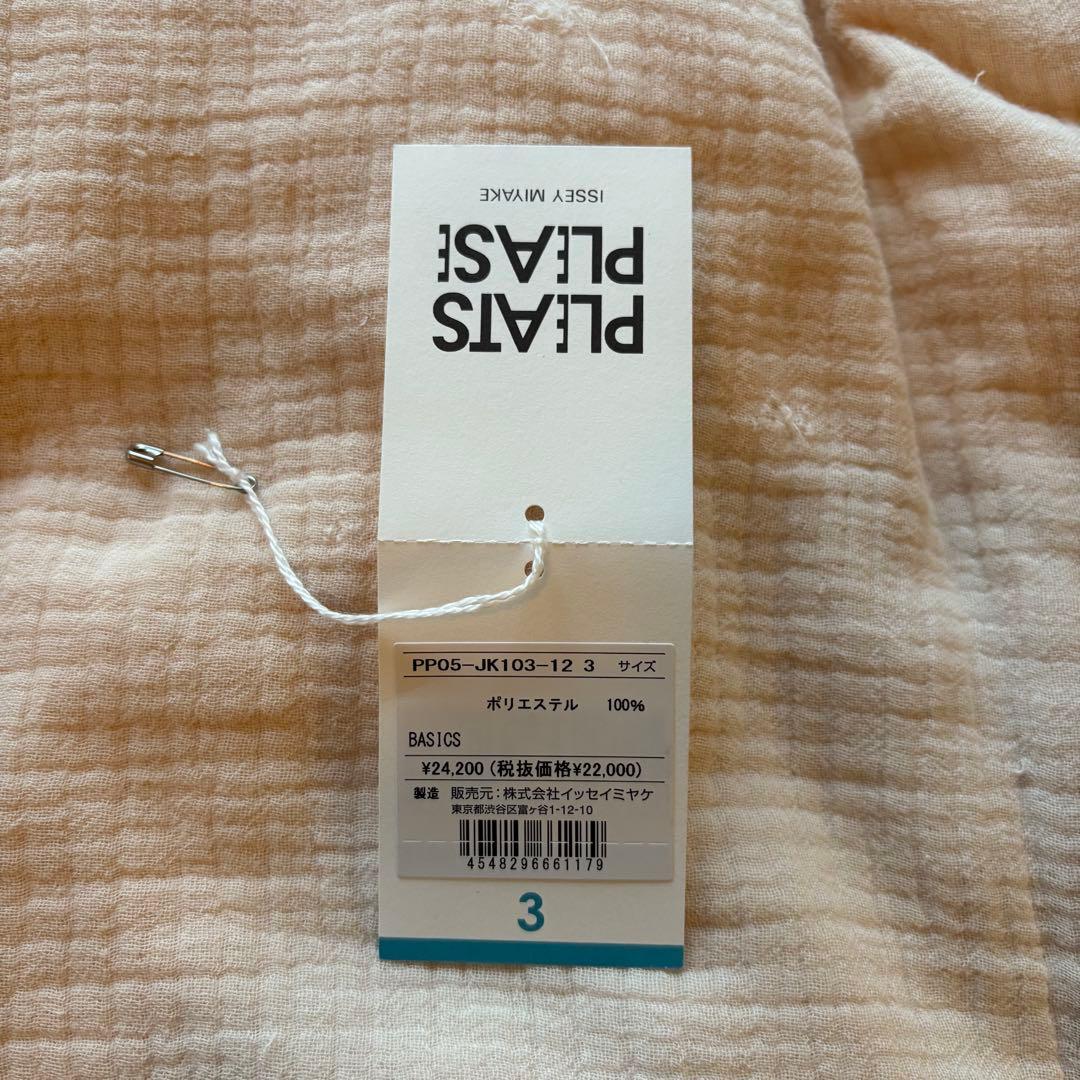 ISSEY MIYAKE
PLEATS
PLEASE
PP05-JK103-12 3 サイズ
ポリエステル 100%
BASICS
¥24,200(税抜価格¥22,000)
製造 販売元:株式会社イッセイミヤケ
東京都渋谷区富ヶ谷1-12-10
4548296661179
3